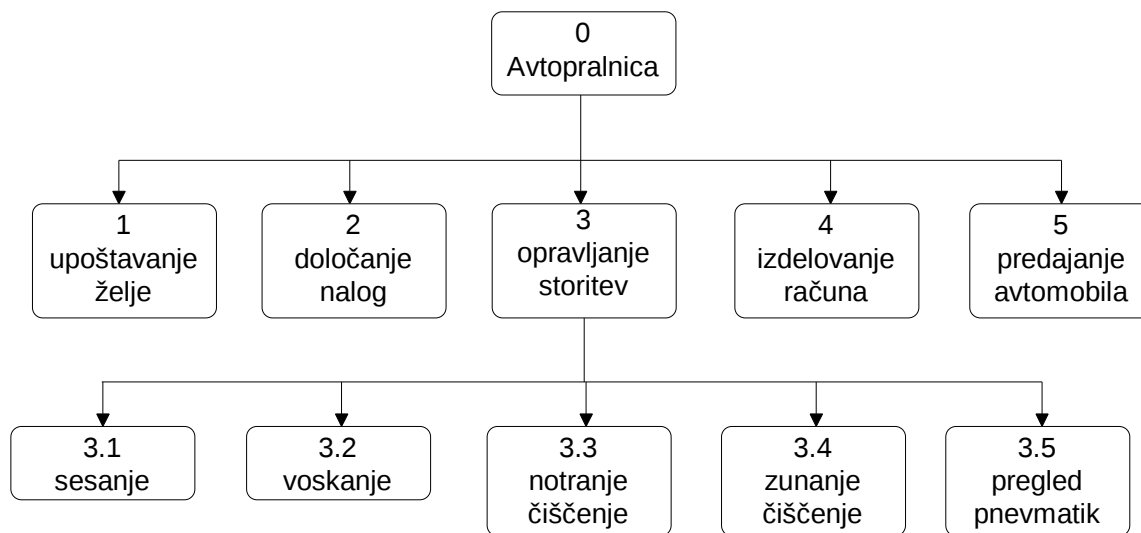 0
Avtopralnica
1
upoštavanje
želje
2
določanje
nalog
3
opravljanje
storitev
4
izdelovanje
računa
5
predajanje
avtomobila
3.1
sesanje
3.2
voskanje
3.3
notranje
čiščenje
3.4
zunanje
čiščenje
3.5
pregled
pnevmatik